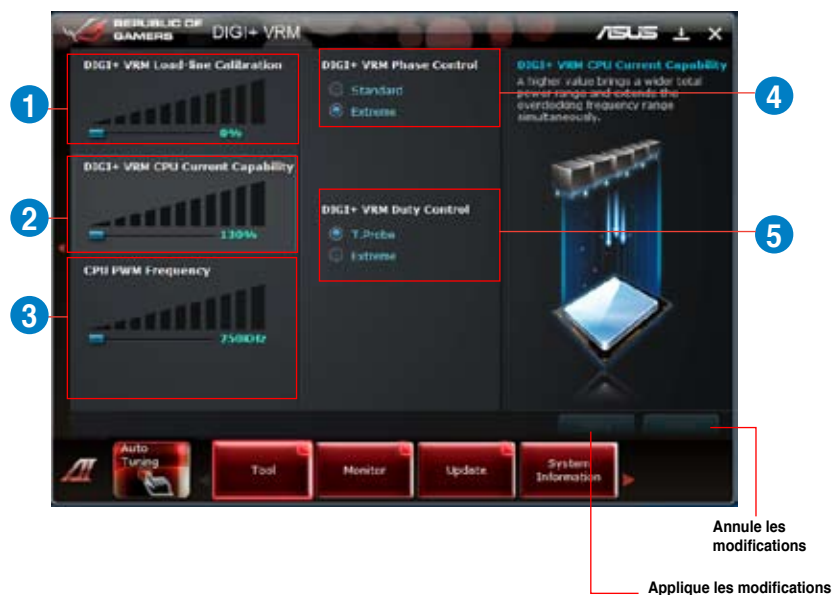 REPUBLIC OF
GAMERS
DIGI+ VRM
ASUS
DIGI+ VRM Load-line Calibration
0%
DIGI+ VRM CPU Current Capability
130%
CPU PWM Frequency
250KHz
DIGI+ VRM Phase Control
Standard
Extreme
DIGI+ VRM Duty Control
T.Probe
Extreme
DIGI+ VRM CPU Current Capability
A higher value brings a wider total
power range and extends the
overclocking frequency range
simultaneously.
1
2
3
4
5
Auto
Tuning
Tool
Monitor
Update
System
Information
Annule les
modifications
Applique les modifications